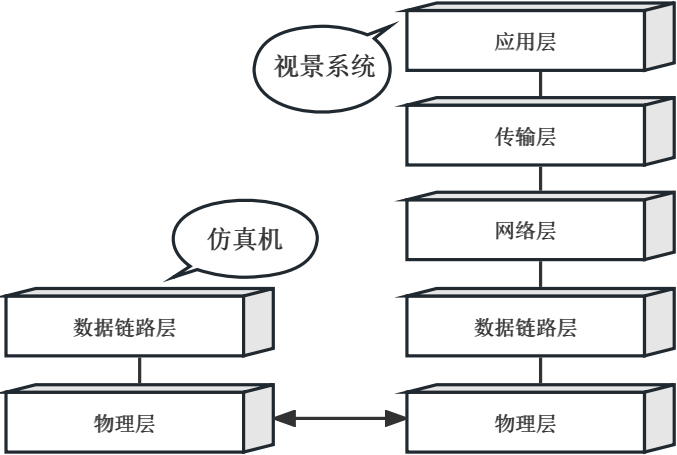 应用层
视景系统
传输层
网络层
仿真机
数据链路层
数据链路层
物理层
物理层